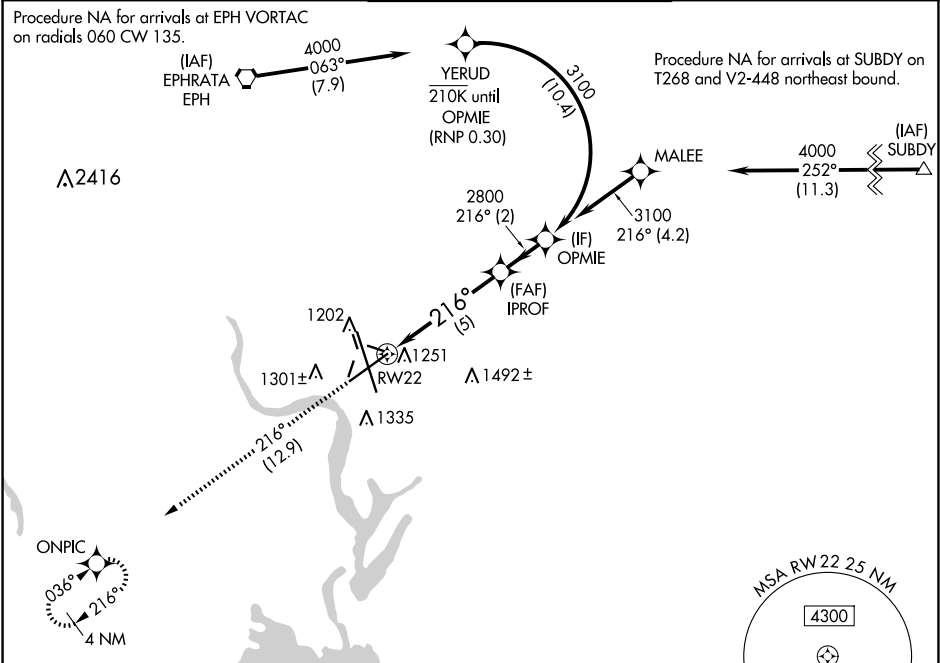 Procedure NA for arrivals at EPH VORTAC
on radials 060 CW 135.
(IAF)
EPHRATA
EPH
4000
063°
(7.9)
YERUD
210K until
OPMIE
(RNP 0.30)
3100
(10.4)
Procedure NA for arrivals at SUBDY on
T268 and V2-448 northeast bound.
(IAF)
SUBDY
4000
252°
(11.3)
MALEE
2416
2800
216° (2)
3100
216° (4.2)
(IF)
OPMIE
(FAF)
IPROF
216°
(5)
1202
1251
RW22
1301±
1492±
1335
216°
(12.9)
ONPIC
036°
216°
4 NM
MSA RW 22 25 NM
4300